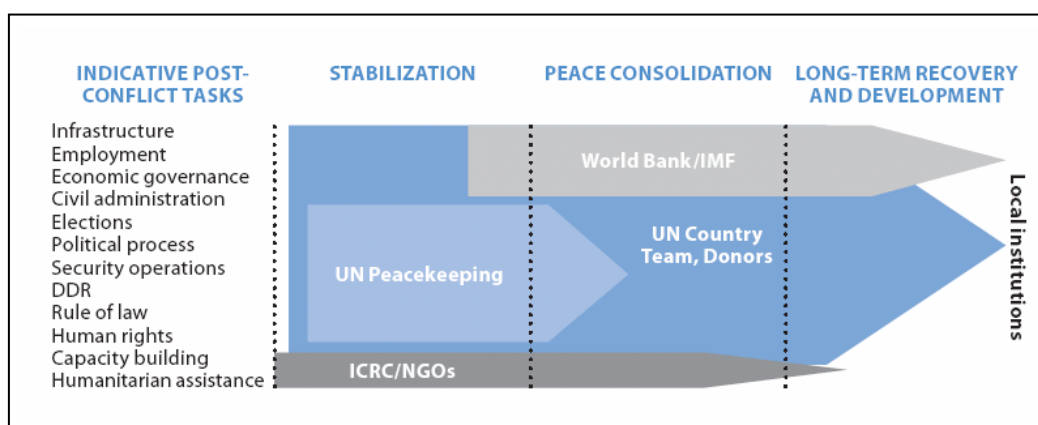 INDICATIVE POST-
CONFLICT TASKS
STABILIZATION
PEACE CONSOLIDATION
LONG-TERM RECOVERY
AND DEVELOPMENT
Infrastructure
Employment
Economic governance
Civil administration
Elections
Political process
Security operations
DDR
Rule of law
Human rights
Capacity building
Humanitarian assistance
World Bank/IMF
UN Peacekeeping
UN Country
Team, Donors
ICRC/NGOs
Local institutions